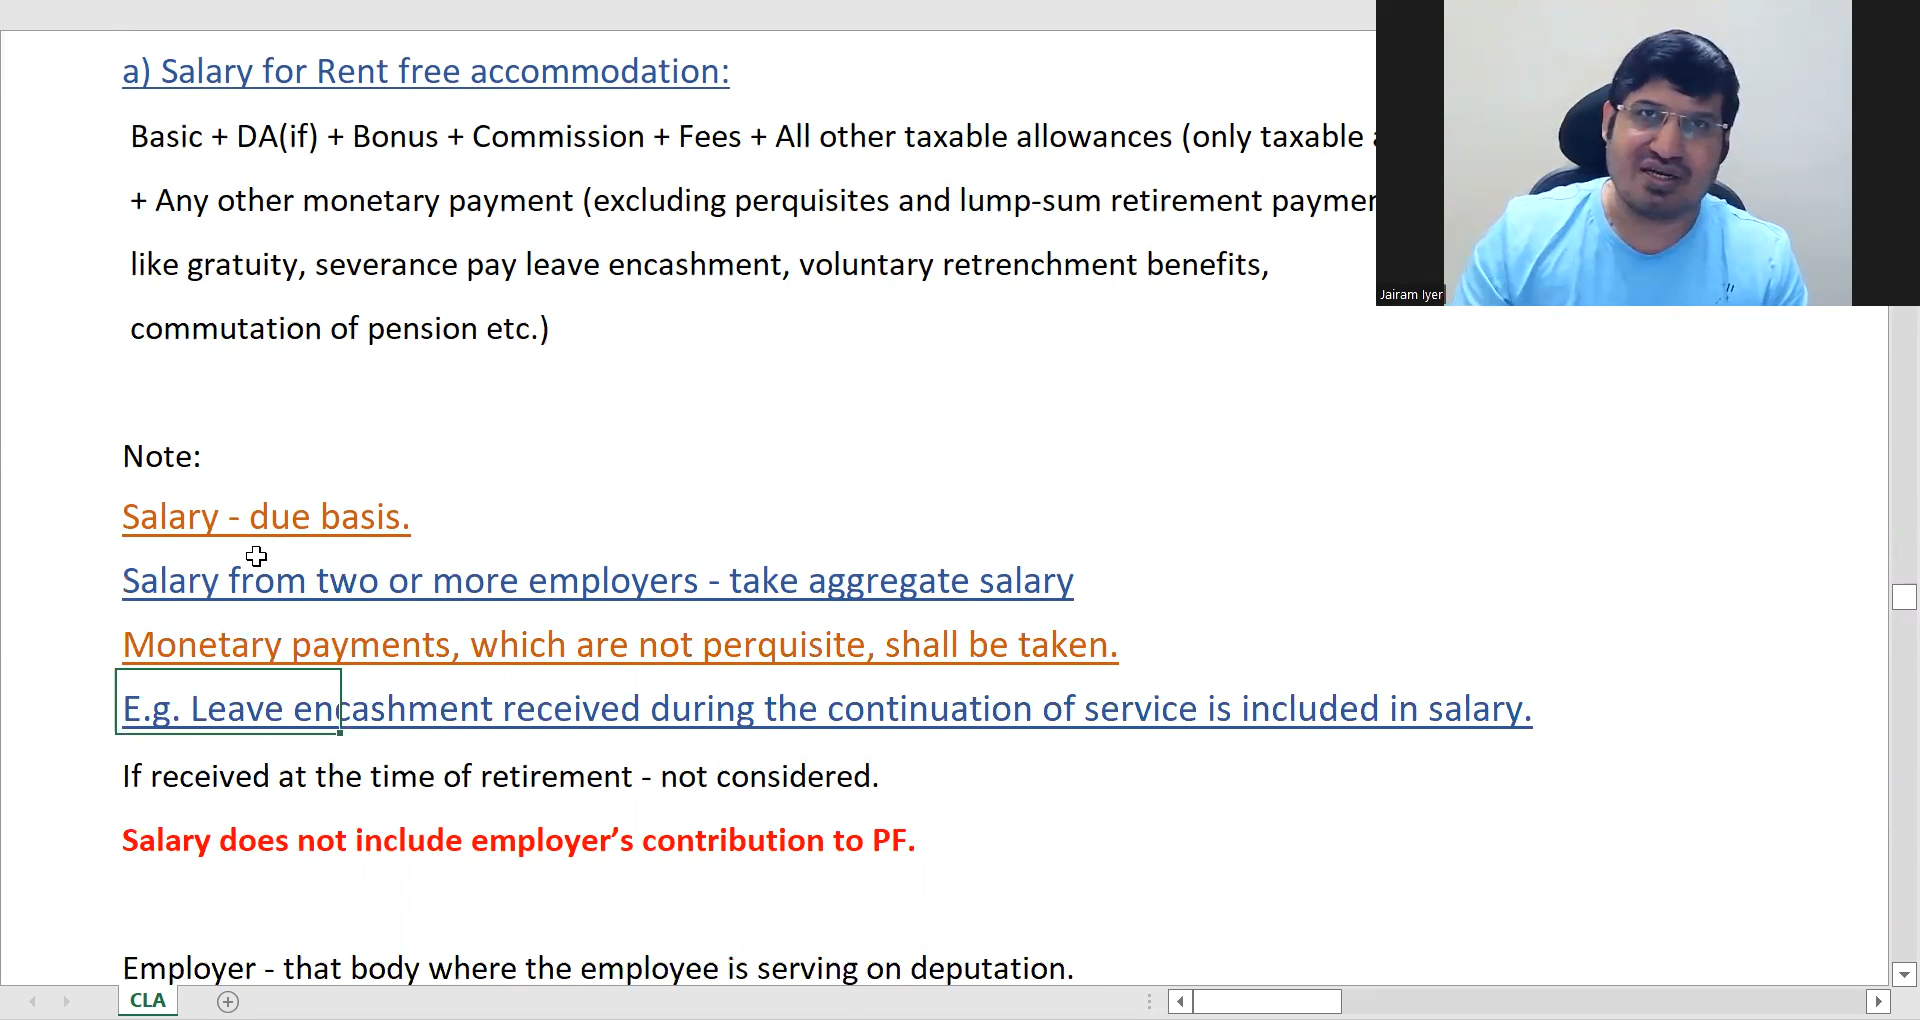 a) Salary for Rent free accommodation:
Basic + DA(if) + Bonus + Commission + Fees + All other taxable allowances (only taxable
+ Any other monetary payment (excluding perquisites and lump-sum retirement
like gratuity, severance pay leave encashment, voluntary retrenchment benefits,
commutation of pension etc.)
Jairam Iyer
Note:
Salary - due basis.
Salary from two or more employers - take aggregate salary
Monetary payments, which are not perquisite, shall be taken.
E.g. Leave encashment received during the continuation of service is included in salary.
If received at the time of retirement - not considered.
Salary does not include employer’s contribution to PF.
Employer - that body where the employee is serving on deputation.
CLA